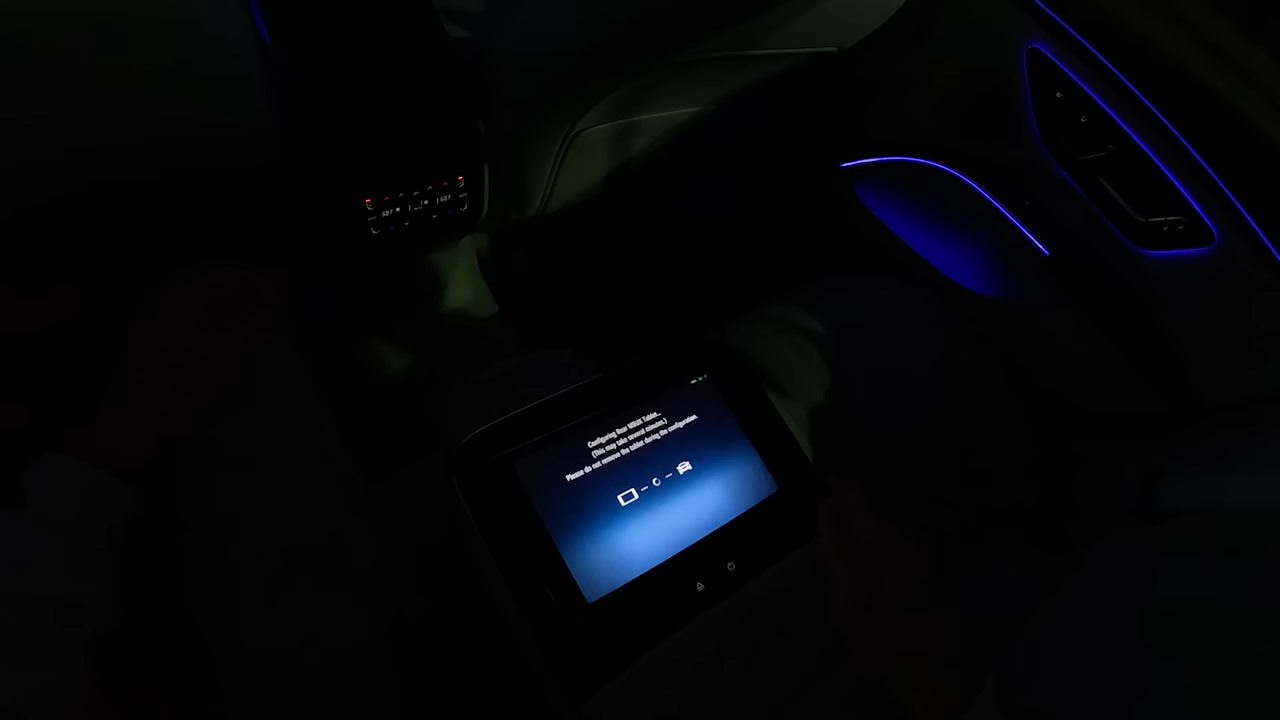 Configuring Rear MBUX Tablet...
(This may take several minutes.)
Please do not remove the tablet during the configuration.